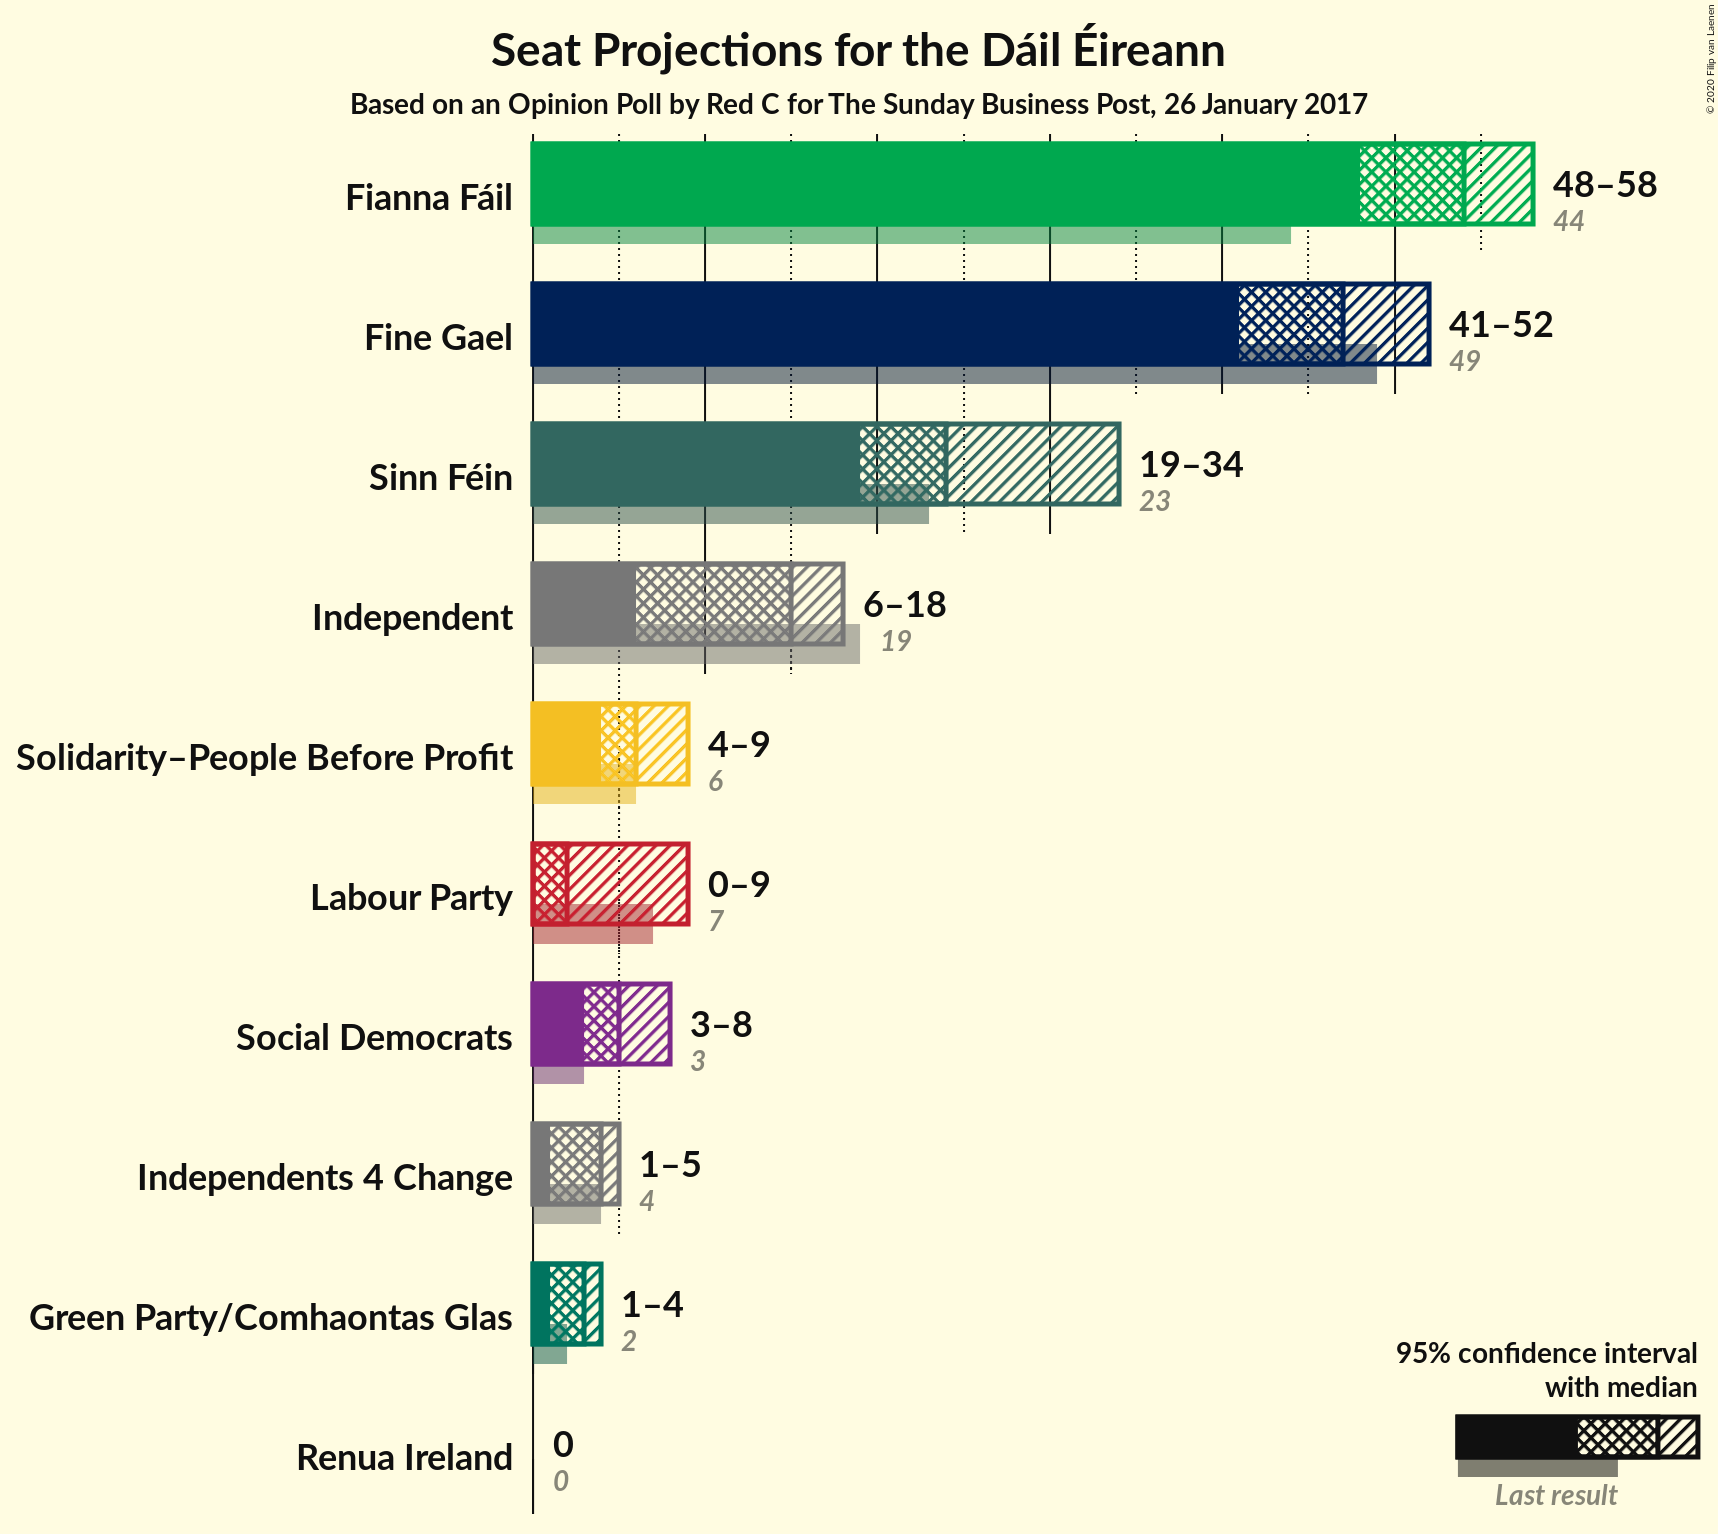 Seat Projections for the Dáil Éireann
Based on an Opinion Poll by Red C for The Sunday Business Post, 26 January 2017
© 2020 Filip van Laenen
Fianna Fáil
48–58
44
Fine Gael
41–52
49
Sinn Féin
19–34
23
Independent
6–18
19
Solidarity–People Before Profit
4–9
6
Labour Party
0–9
7
Social Democrats
3–8
3
Independents 4 Change
1–5
4
Green Party/Comhaontas Glas
1–4
2
Renua Ireland
0
0
95% confidence interval
with median
Last result